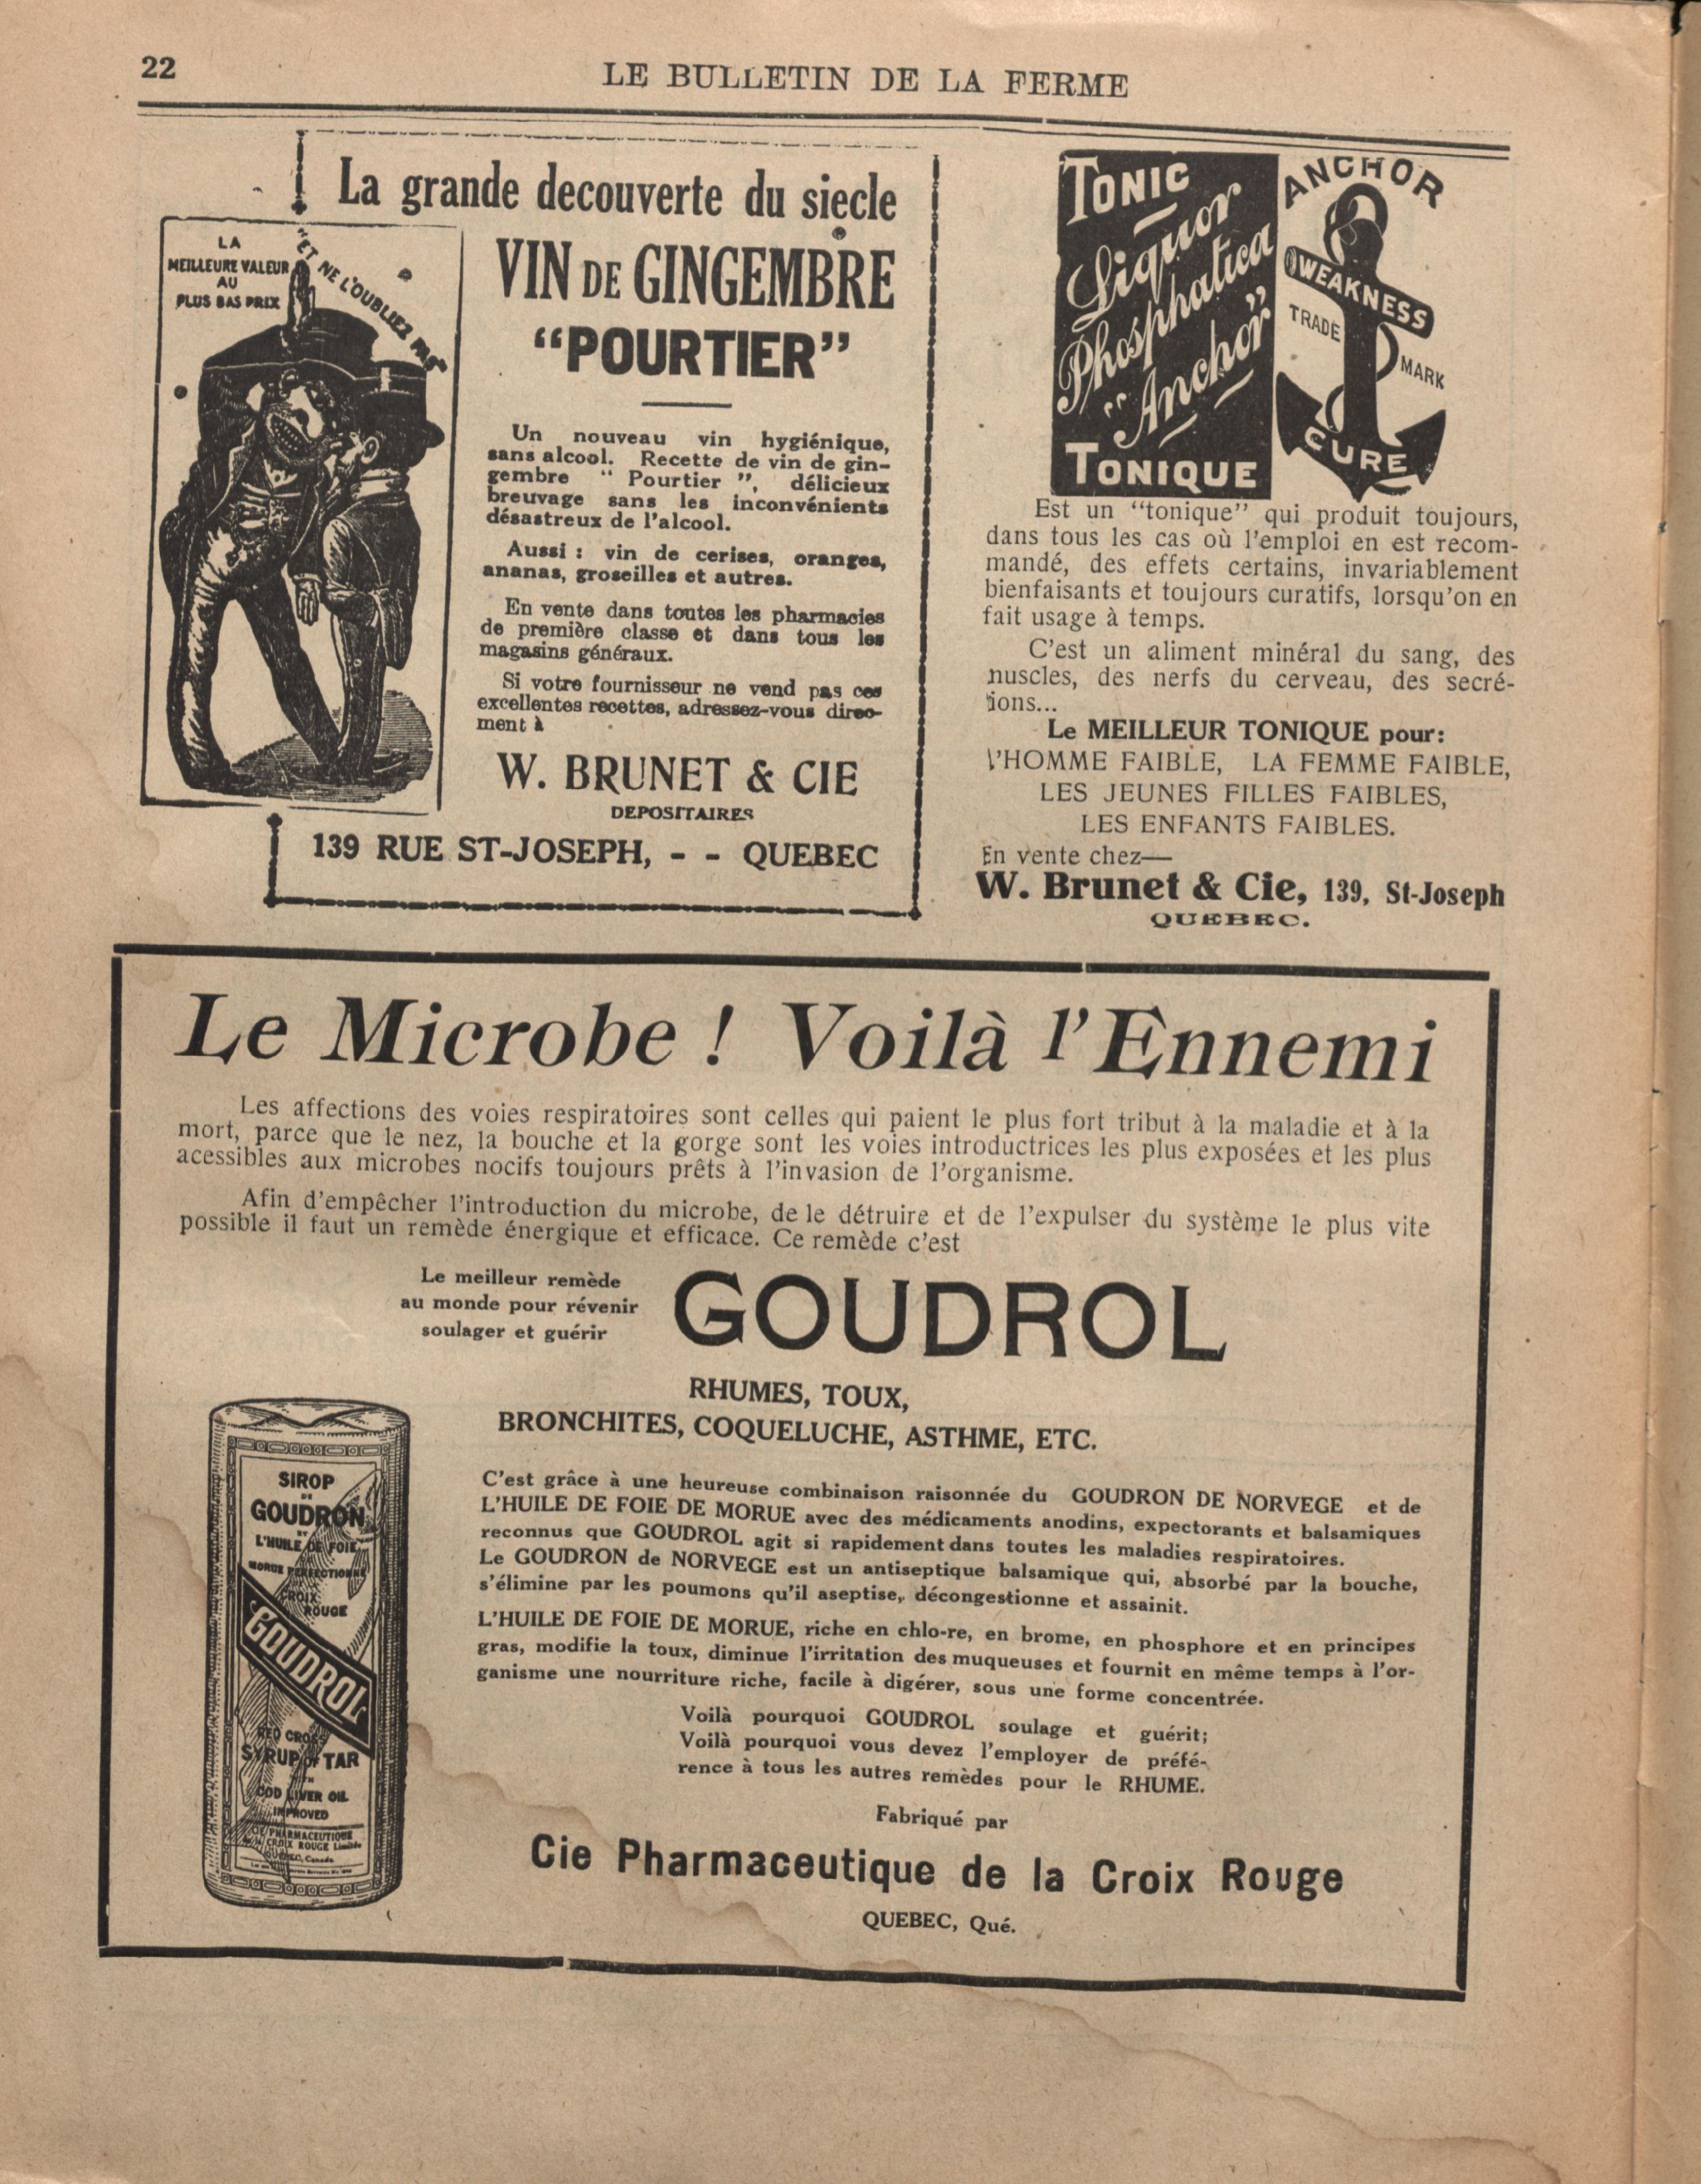 22
LE BULLETIN DE LA FERME
La grande decouverte du siecle
LA
MEILLEURE VALEUR
AU
PLUS BAS PRIX
"ET NE L'OUBLIEZ PAS
VIN DE GINGEMBRE
"POURTIER"
Un nouveau vin hygiénique,
sans alcool. Recette de vin de gin-
gembre " Pourtier ", délicieux
breuvage sans les inconvénients
désastreux de l'alcool.
Aussi : vin de cerises, oranges,
ananas, groseilles et autres.
En vente dans toutes les pharmacies
de première classe et dans tous les
magasins généraux.
Si votre fournisseur ne vend pas ces
excellentes recettes, adressez-vous direc-
ment à
W. BRUNET & CIE
DEPOSITAIRES
139 RUE ST-JOSEPH, - - QUEBEC
TONIC
Liquor
Phosphatica
"Anchor"
TONIQUE
ANCHOR
WEAKNESS
TRADE
MARK
CURE
Est un "tonique" qui produit toujours,
dans tous les cas où l'emploi en est recom-
mandé, des effets certains, invariablement
bienfaisants et toujours curatifs, lorsqu'on en
fait usage à temps.
C'est un aliment minéral du sang, des
nuscles, des nerfs du cerveau, des secré-
tions...
Le MEILLEUR TONIQUE pour:
L'HOMME FAIBLE, LA FEMME FAIBLE,
LES JEUNES FILLES FAIBLES,
LES ENFANTS FAIBLES.
En vente chez—
W. Brunet & Cie, 139, St-Joseph
QUEBEC.
Le Microbe ! Voilà l'Ennemi
Les affections des voies respiratoires sont celles qui paient le plus fort tribut à la maladie et à la
mort, parce que le nez, la bouche et la gorge sont les voies introductrices les plus exposées et les plus
acessibles aux microbes nocifs toujours prêts à l'invasion de l'organisme.
Afin d'empêcher l'introduction du microbe, de le détruire et de l'expulser du système le plus vite
possible il faut un remède énergique et efficace. Ce remède c'est
Le meilleur remède
au monde pour révenir
soulager et guérir
GOUDROL
RHUMES, TOUX,
BRONCHITES, COQUELUCHE, ASTHME, ETC.
C'est grâce à une heureuse combinaison raisonnée du GOUDRON DE NORVEGE et de
L'HUILE DE FOIE DE MORUE avec des médicaments anodins, expectorants et balsamiques
reconnus que GOUDROL agit si rapidement dans toutes les maladies respiratoires.
Le GOUDRON de NORVEGE est un antiseptique balsamique qui, absorbé par la bouche,
s'élimine par les poumons qu'il aseptise, décongestionne et assainit.
L'HUILE DE FOIE DE MORUE, riche en chlo-re, en brome, en phosphore et en principes
gras, modifie la toux, diminue l'irritation des muqueuses et fournit en même temps à l'or-
ganisme une nourriture riche, facile à digérer, sous une forme concentrée.
Voilà pourquoi GOUDROL soulage et guérit;
Voilà pourquoi vous devez l'employer de préfé-
rence à tous les autres remèdes pour le RHUME.
Fabriqué par
Cie Pharmaceutique de la Croix Rouge
QUEBEC, Qué.
SIROP
DE
GOUDRON
ET
L'HUILE DE FOIE
MORUE PERFECTIONNÉ
CROIX
ROUGE
GOUDROL
RED CROSS
SYRUP OF TAR
COD LIVER OIL
IMPROVED
CIE PHARMACEUTIQUE
CROIX ROUGE Limitée
QUEBEC, Canada